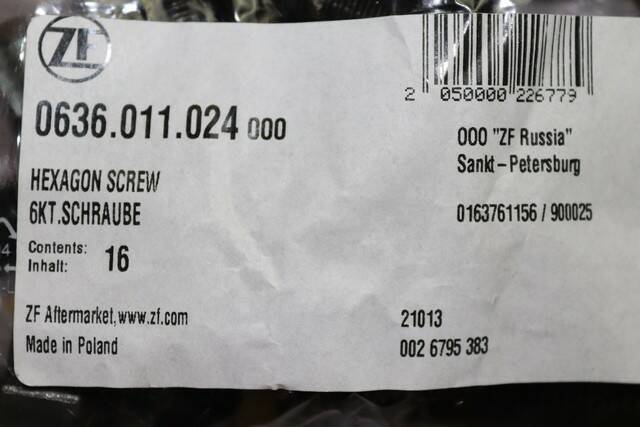 ZF
2 050000 226779
0636.011.024 000
OOO "ZF Russia"
Sankt-Petersburg
HEXAGON SCREW
6KT.SCHRAUBE
0163761156 / 900025
Contents:
Inhalt: 16
ZF Aftermarket, www.zf.com
21013
Made in Poland
002 6795 383